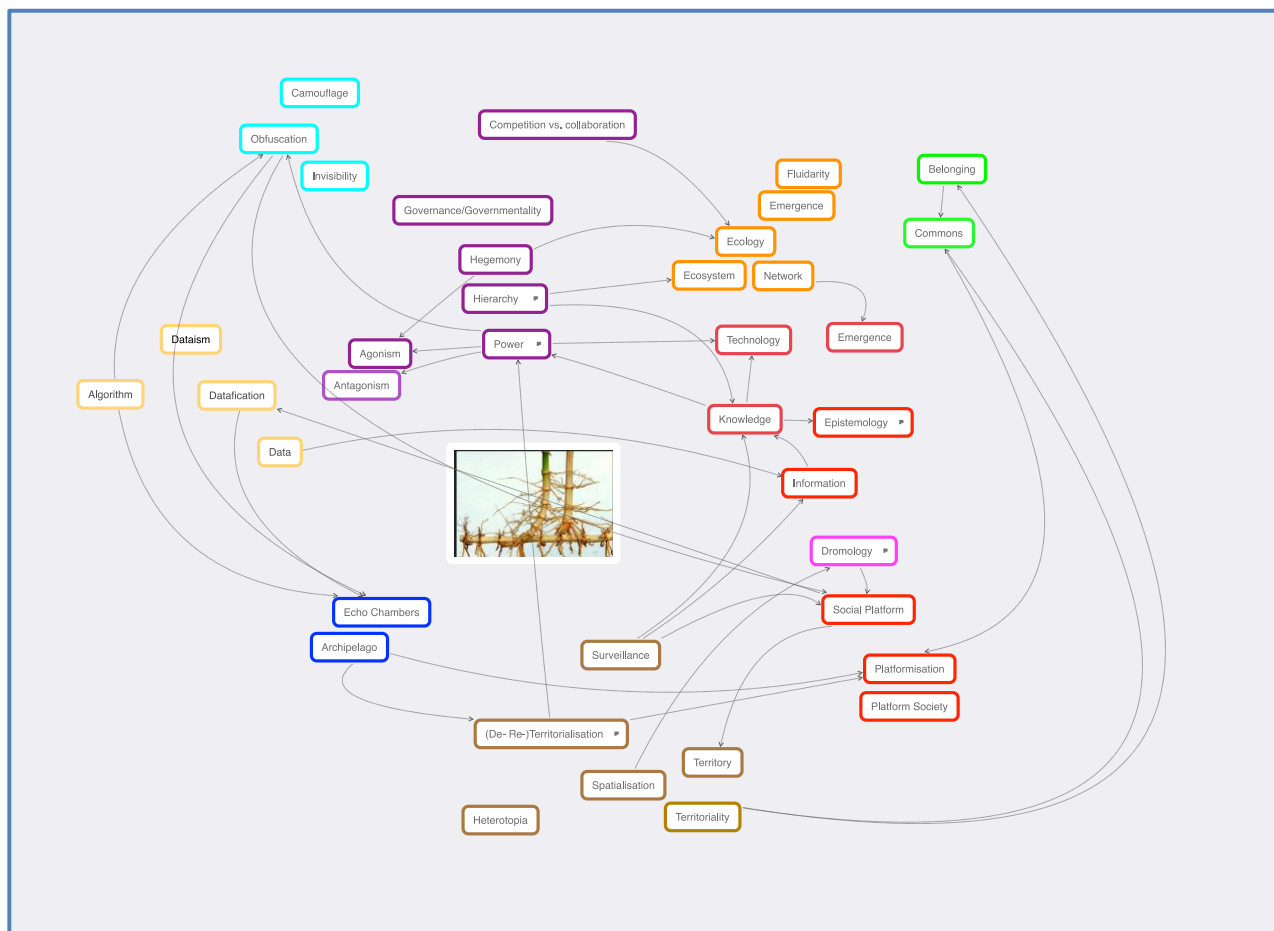 Camouflage
Competition vs. collaboration
Obfuscation
Invisibility
Fluidarity
Belonging
Emergence
Governance/Governmentality
Commons
Ecology
Hegemony
Ecosystem
Network
Hierarchy
Dataism
Power
Technology
Emergence
Agonism
Antagonism
Algorithm
Datafication
Knowledge
Epistemology
Data
Information
Dromology
Echo Chambers
Social Platform
Archipelago
Surveillance
Platformisation
Platform Society
(De- Re-)Territorialisation
Territory
Spatialisation
Heterotopia
Territoriality